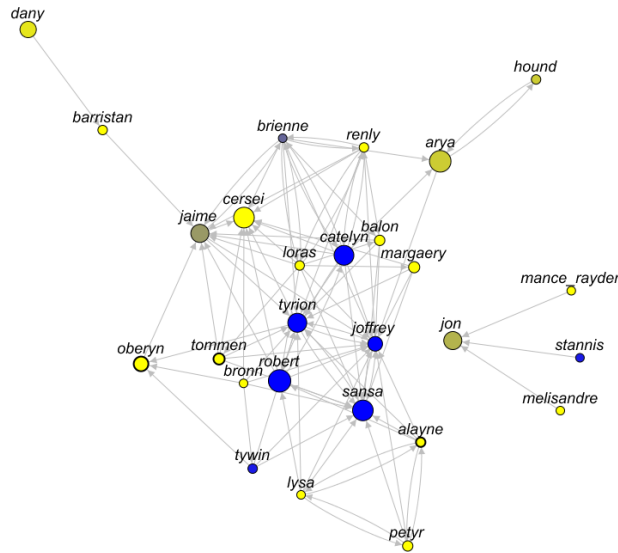 dany
hound
barristan
brienne
renly
arya
cersei
jaime
balon
catelyn
loras
margaery
mance_rayder
tyrion
joffrey
jon
stannis
oberyn
tommen
robert
bronn
sansa
melisandre
alayne
tywin
lysa
petyr